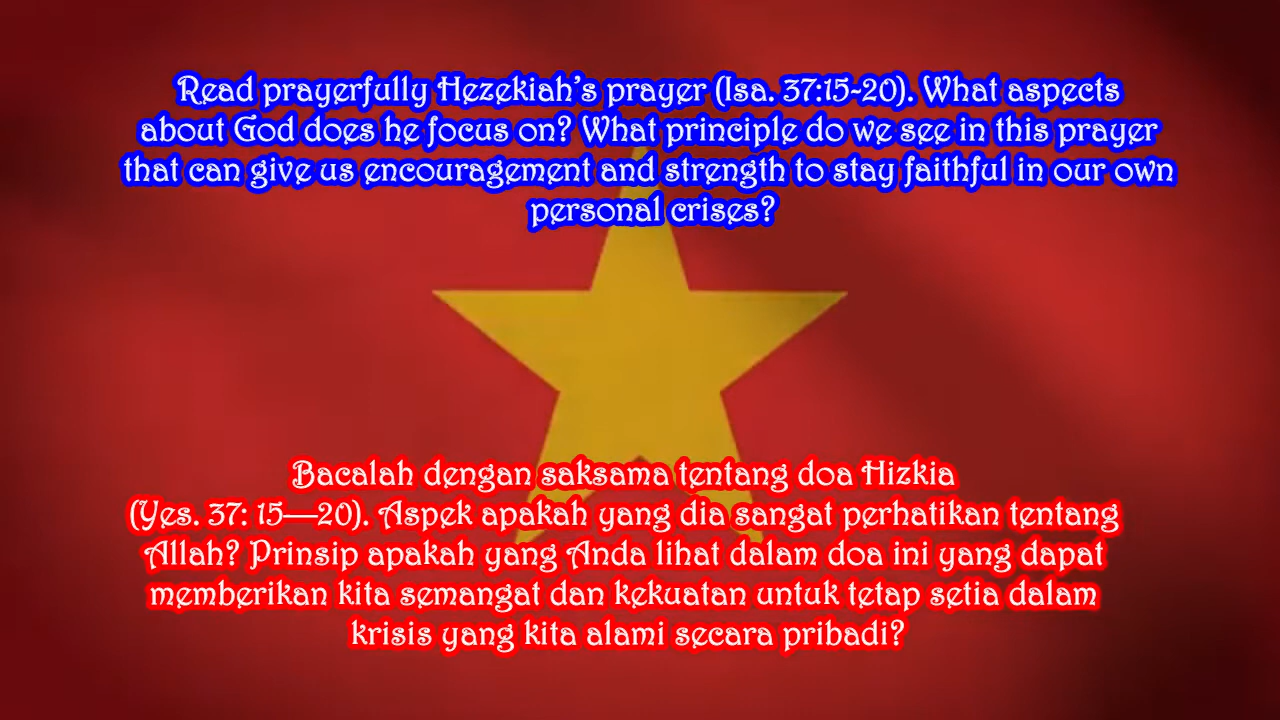 Read prayerfully Hezekiah's prayer (Isa. 37:15-20). What aspects
about God does he focus on? What principle do we see in this prayer
that can give us encouragement and strength to stay faithful in our own
personal crises?
Bacalah dengan saksama tentang doa Hizkia
(Yes. 37: 15—20). Aspek apakah yang dia sangat perhatikan tentang
Allah? Prinsip apakah yang Anda lihat dalam doa ini yang dapat
memberikan kita semangat dan kekuatan untuk tetap setia dalam
krisis yang kita alami secara pribadi?